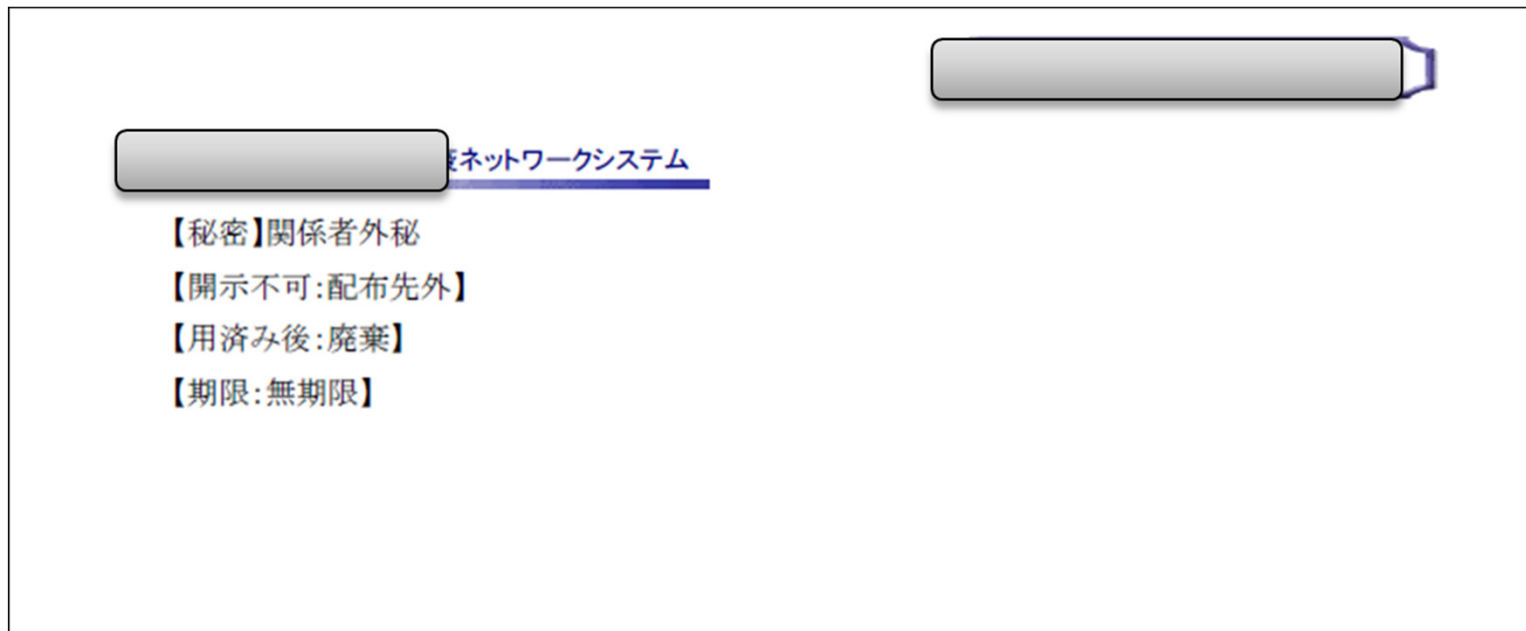 ネットワークシステム
【秘密】関係者外秘
【開示不可：配布先外】
【用済み後：廃棄】
【期限：無期限】